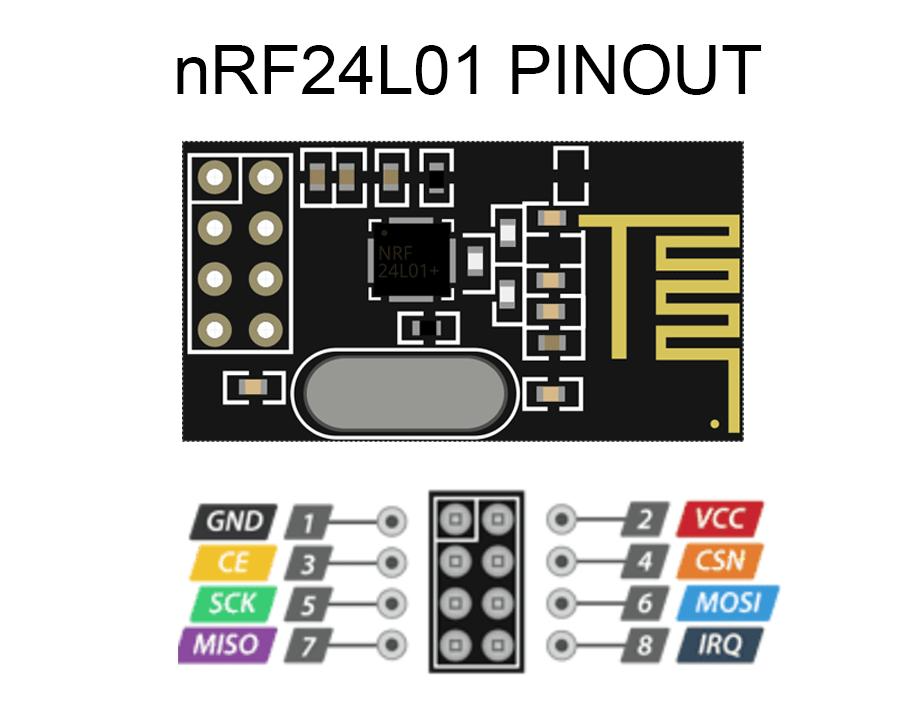 nRF24L01 PINOUT
NRF
24L01+
GND 1 2 VCC
CE 3 4 CSN
SCK 5 6 MOSI
MISO 7 8 IRQ